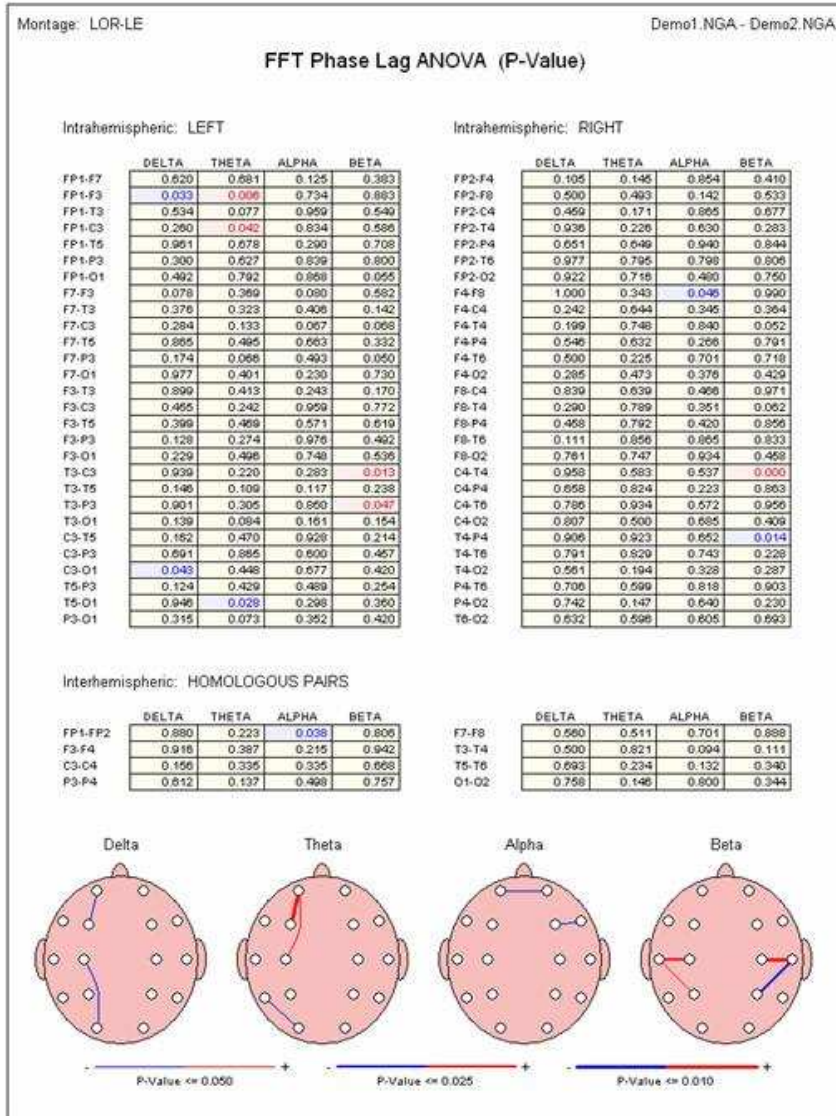 Montage: LOR-LE Demo1.NGA - Demo2.NGA
FFT Phase Lag ANOVA (P-Value)
Intrahemispheric: LEFT Intrahemispheric: RIGHT
DELTA THETA ALPHA BETA DELTA THETA ALPHA BETA
FP1-F7 0.620 0.681 0.125 0.383 FP2-F4 0.105 0.145 0.854 0.410
FP1-F3 0.033 0.006 0.734 0.883 FP2-F8 0.500 0.493 0.142 0.533
FP1-T3 0.534 0.077 0.959 0.549 FP2-C4 0.459 0.171 0.865 0.677
FP1-C3 0.260 0.042 0.834 0.586 FP2-T4 0.936 0.226 0.630 0.283
FP1-T5 0.961 0.678 0.290 0.708 FP2-P4 0.651 0.649 0.940 0.844
FP1-P3 0.300 0.527 0.839 0.800 FP2-T6 0.977 0.795 0.798 0.806
FP1-O1 0.492 0.792 0.868 0.055 FP2-O2 0.922 0.716 0.480 0.750
F7-F3 0.078 0.369 0.080 0.582 F4-F8 1.000 0.343 0.046 0.990
F7-T3 0.376 0.323 0.406 0.142 F4-C4 0.242 0.644 0.345 0.364
F7-C3 0.284 0.133 0.067 0.068 F4-T4 0.199 0.748 0.840 0.052
F7-T5 0.865 0.495 0.663 0.332 F4-P4 0.546 0.632 0.266 0.791
F7-P3 0.174 0.066 0.493 0.050 F4-T6 0.500 0.225 0.701 0.718
F7-O1 0.977 0.401 0.230 0.730 F4-O2 0.285 0.473 0.376 0.429
F3-T3 0.899 0.413 0.243 0.170 F8-C4 0.839 0.639 0.466 0.971
F3-C3 0.455 0.242 0.959 0.772 F8-T4 0.290 0.789 0.351 0.062
F3-T5 0.399 0.469 0.571 0.619 F8-P4 0.458 0.792 0.420 0.856
F3-P3 0.128 0.274 0.976 0.492 F8-T6 0.111 0.856 0.865 0.833
F3-O1 0.229 0.496 0.748 0.536 F8-O2 0.761 0.747 0.934 0.458
T3-C3 0.939 0.220 0.283 0.013 C4-T4 0.958 0.583 0.537 0.000
T3-T5 0.146 0.109 0.117 0.238 C4-P4 0.658 0.824 0.223 0.863
T3-P3 0.901 0.305 0.860 0.047 C4-T6 0.786 0.934 0.572 0.956
T3-O1 0.139 0.084 0.161 0.154 C4-O2 0.807 0.500 0.685 0.409
C3-T5 0.162 0.470 0.928 0.214 T4-P4 0.906 0.923 0.652 0.014
C3-P3 0.691 0.865 0.600 0.457 T4-T6 0.791 0.829 0.743 0.228
C3-O1 0.043 0.448 0.677 0.420 T4-O2 0.561 0.194 0.328 0.287
T5-P3 0.124 0.429 0.489 0.254 P4-T6 0.706 0.599 0.818 0.903
T5-O1 0.946 0.028 0.298 0.360 P4-O2 0.742 0.147 0.640 0.230
P3-O1 0.315 0.073 0.352 0.420 T6-O2 0.632 0.596 0.605 0.693
Interhemispheric: HOMOLOGOUS PAIRS
DELTA THETA ALPHA BETA DELTA THETA ALPHA BETA
FP1-FP2 0.880 0.223 0.038 0.806 F7-F8 0.560 0.511 0.701 0.888
F3-F4 0.916 0.387 0.215 0.942 T3-T4 0.500 0.821 0.094 0.111
C3-C4 0.156 0.335 0.335 0.668 T5-T6 0.693 0.234 0.132 0.340
P3-P4 0.612 0.137 0.498 0.757 O1-O2 0.758 0.146 0.800 0.344
Delta Theta Alpha Beta
- + - + - +
P-Value <= 0.050 P-Value <= 0.025 P-Value <= 0.010